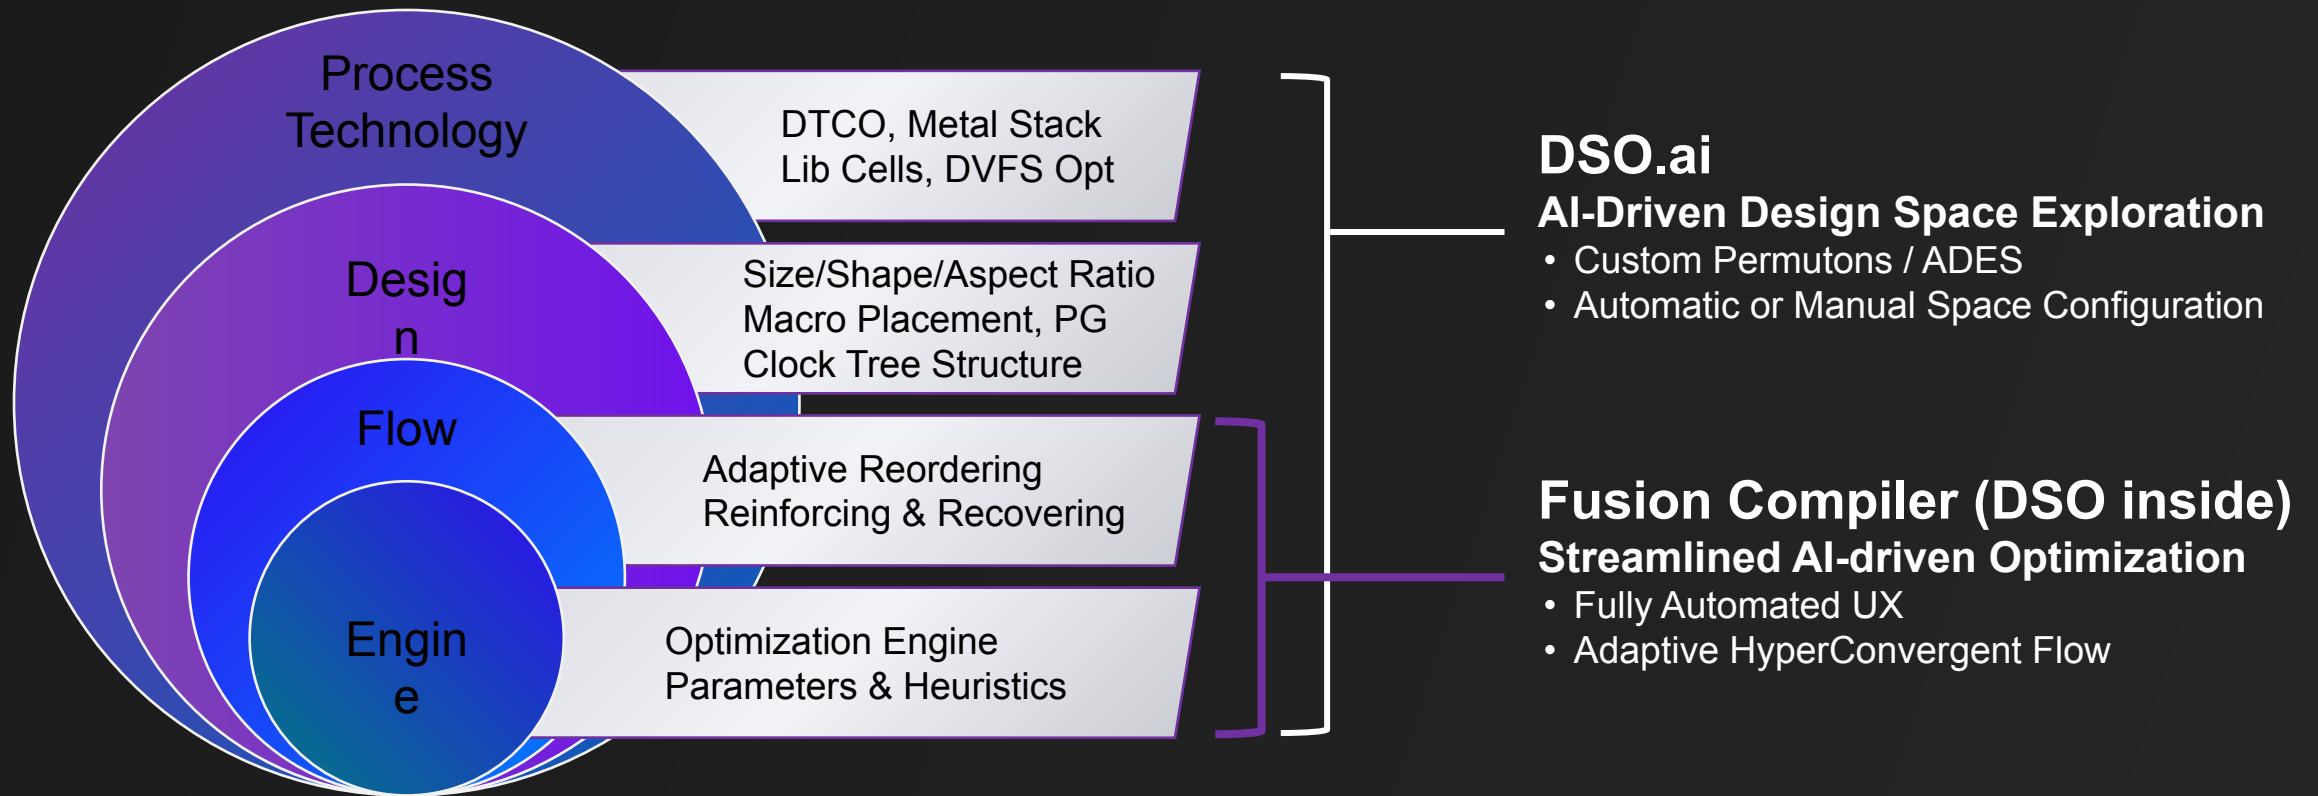 Process
Technology
DTCO, Metal Stack
Lib Cells, DVFS Opt
Desig
n
Size/Shape/Aspect Ratio
Macro Placement, PG
Clock Tree Structure
Flow
Adaptive Reordering
Reinforcing & Recovering
Engin
e
Optimization Engine
Parameters & Heuristics
DSO.ai
AI-Driven Design Space Exploration
• Custom Permutons / ADES
• Automatic or Manual Space Configuration
Fusion Compiler (DSO inside)
Streamlined AI-driven Optimization
• Fully Automated UX
• Adaptive HyperConvergent Flow